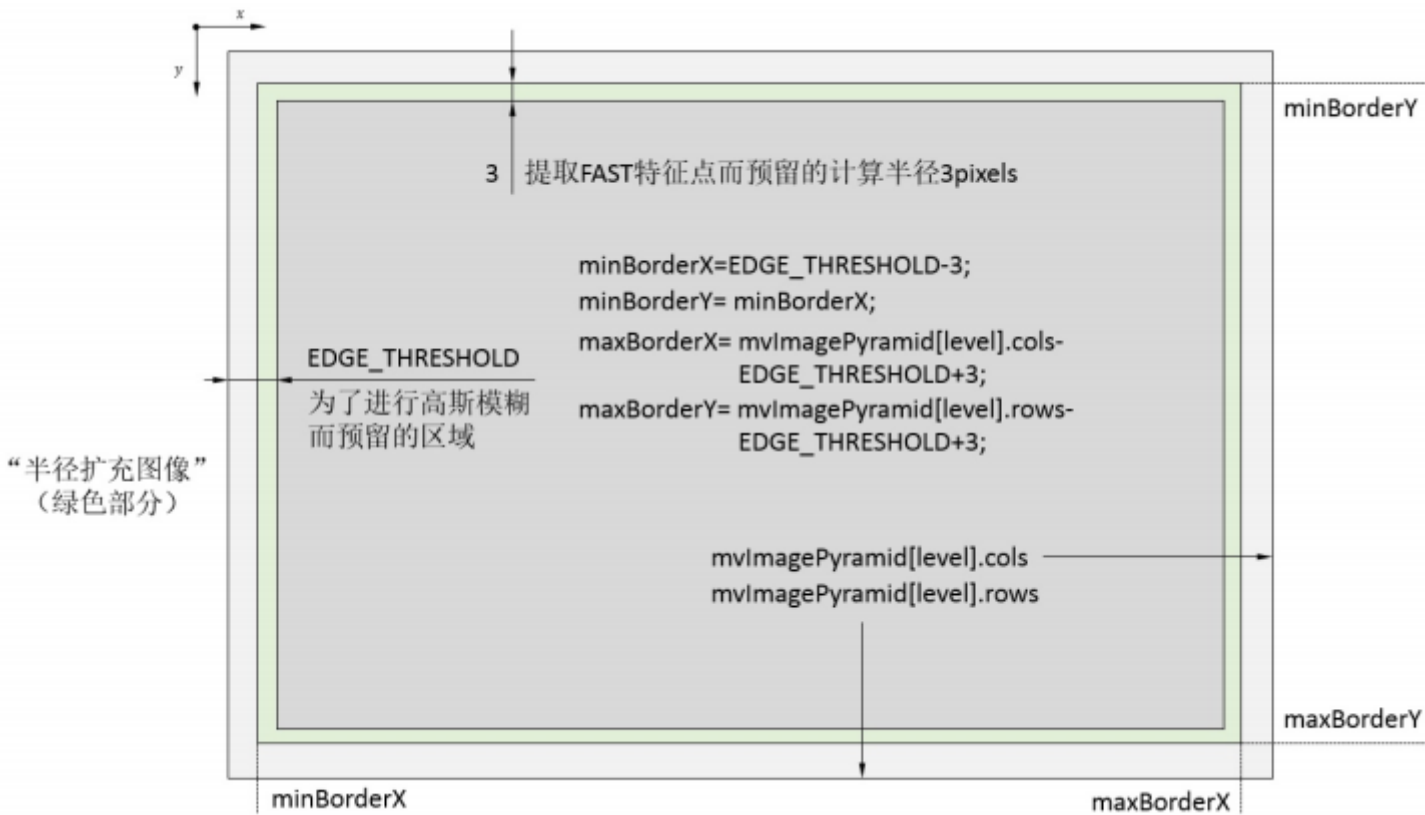 x
y
minBorderY
3 提取FAST特征点而预留的计算半径3pixels
minBorderX=EDGE_THRESHOLD-3;
minBorderY= minBorderX;
maxBorderX= mvImagePyramid[level].cols-
EDGE_THRESHOLD+3;
maxBorderY= mvImagePyramid[level].rows-
EDGE_THRESHOLD+3;
EDGE_THRESHOLD
为了进行高斯模糊
而预留的区域
“半径扩充图像”
（绿色部分）
mvImagePyramid[level].cols
mvImagePyramid[level].rows
maxBorderY
minBorderX
maxBorderX